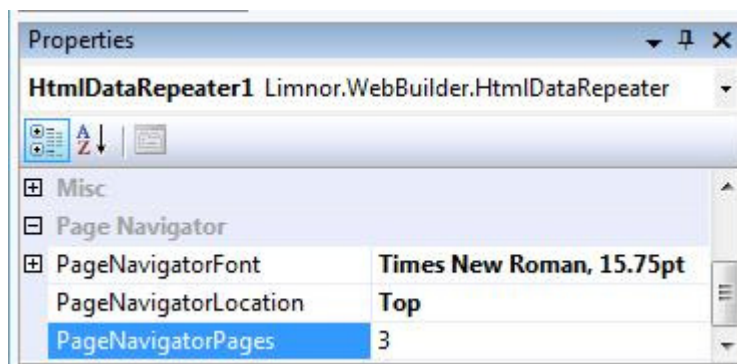 Properties
HtmlDataRepeater1 Limnor.WebBuilder.HtmlDataRepeater
A
Z
Misc
Page Navigator
PageNavigatorFont Times New Roman, 15.75pt
PageNavigatorLocation Top
PageNavigatorPages 3